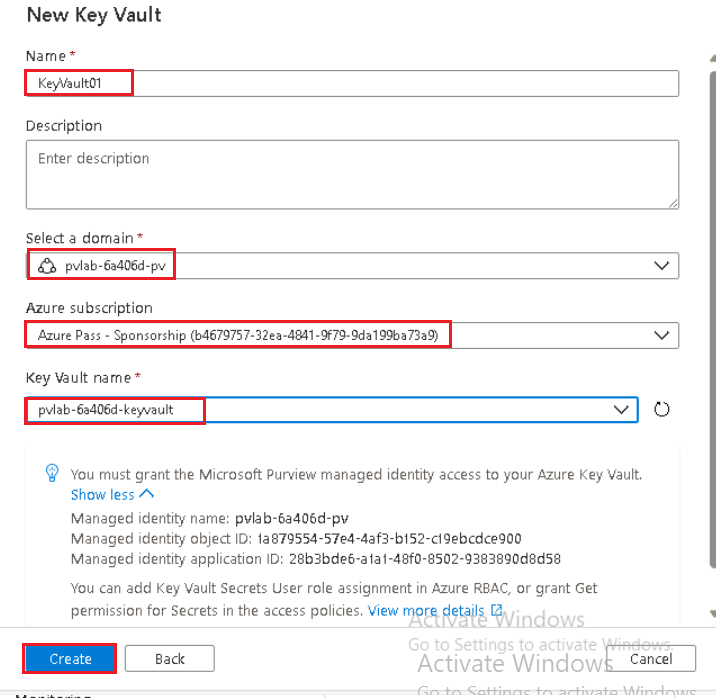 New Key Vault
Name *
KeyVault01
Description
Enter description
Select a domain *
pvlab-6a406d-pv
Azure subscription
Azure Pass - Sponsorship (b4679757-32ea-4841-9f79-9da199ba73a9)
Key Vault name *
pvlab-6a406d-keyvault
You must grant the Microsoft Purview managed identity access to your Azure Key Vault.
Show less
Managed identity name: pvlab-6a406d-pv
Managed identity object ID: 1a879554-57e4-4af3-b152-c19ebcdce900
Managed identity application ID: 28b3bde6-a1a1-48f0-8502-9383890d8d58
You can add Key Vault Secrets User role assignment in Azure RBAC, or grant Get
permission for Secrets in the access policies. View more details
Activate Windows
Go to Settings to activate Windows.
Create
Back
Cancel
Activate Windows
Go to Settings to activate Windows
Monitoring